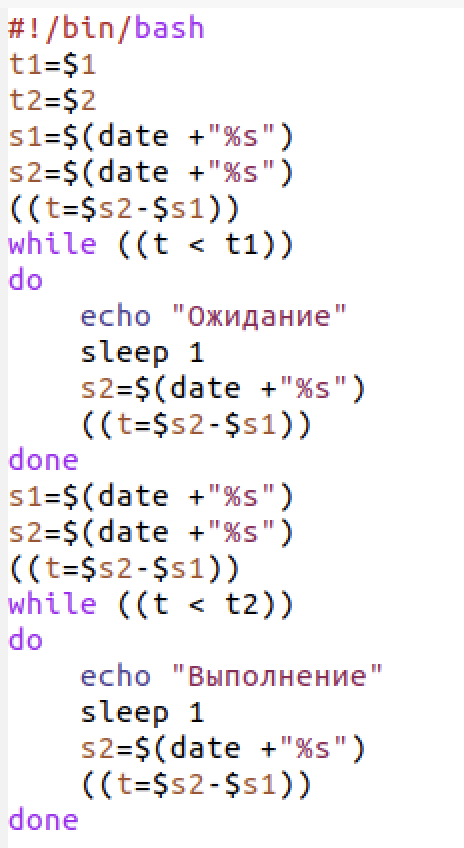 #!/bin/bash
t1=$1
t2=$2
s1=$(date +"%s")
s2=$(date +"%s")
((t=$s2-$s1))
while ((t < t1))
do
    echo "Ожидание"
    sleep 1
    s2=$(date +"%s")
    ((t=$s2-$s1))
done
s1=$(date +"%s")
s2=$(date +"%s")
((t=$s2-$s1))
while ((t < t2))
do
    echo "Выполнение"
    sleep 1
    s2=$(date +"%s")
    ((t=$s2-$s1))
done